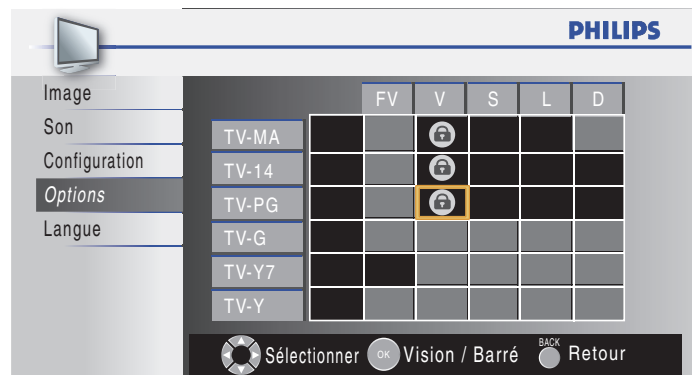 PHILIPS
Image
Son
Configuration
Options
Langue
FV V S L D
TV-MA
TV-14
TV-PG
TV-G
TV-Y7
TV-Y
Sélectionner OK Vision / Barré BACK Retour